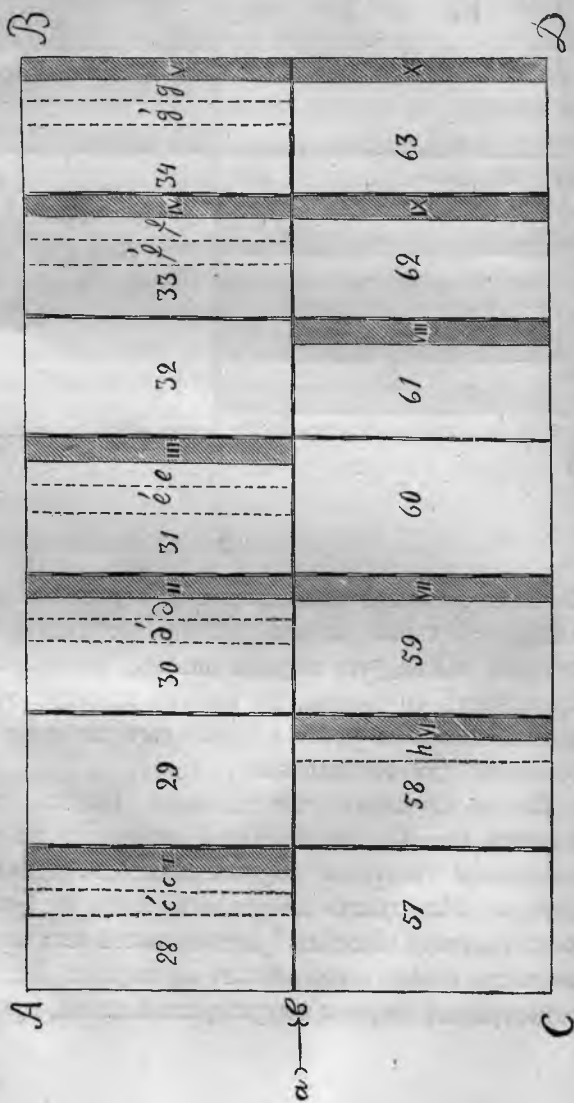 A B
28 c' c I 29 30 d' d II 31 e' e III 32 33 f' f IV 34 g' g V
a) b
57 58 h VI 59 VII 60 61 VIII 62 IX 63 X
C D